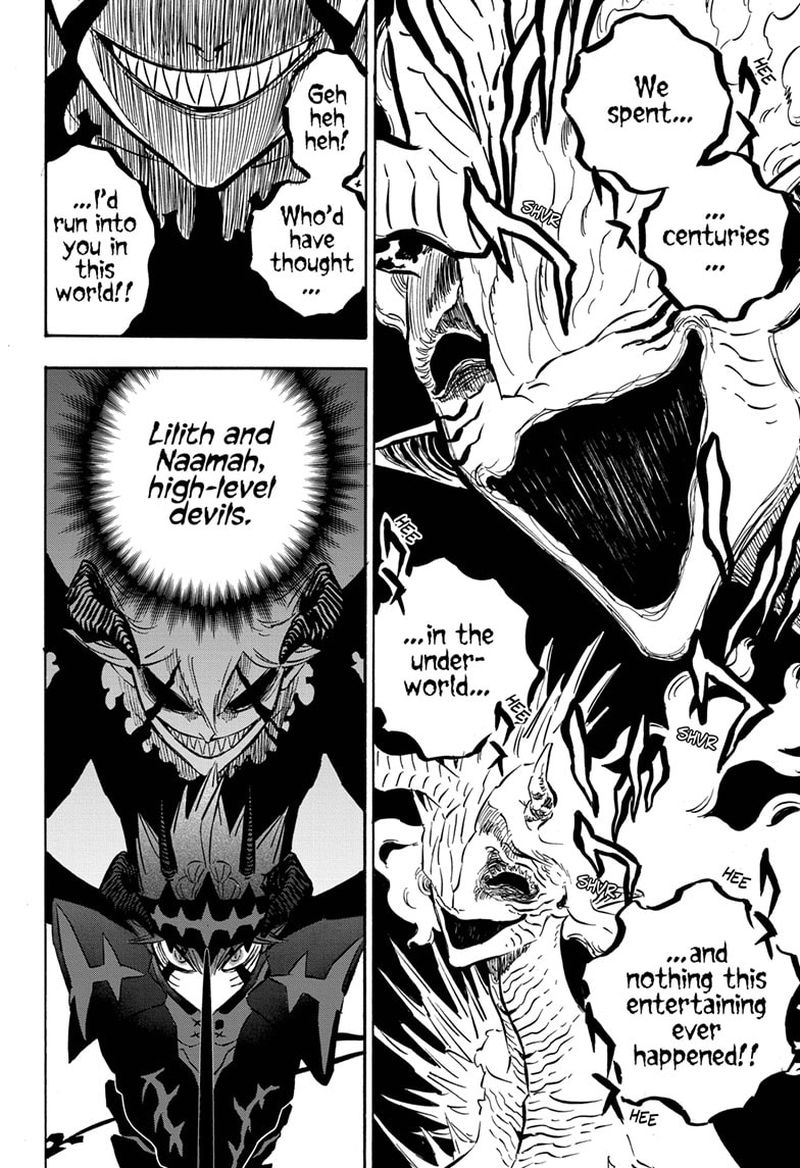 HEE
We
spent...
SHVR
...
centuries
...
HEE
...in the
under-
world...
HEE
SHVR
SHVR
HEE
...and
nothing this
entertaining
ever
happened!!
HEE
Geh
heh
heh!
Who'd
have
thought
...
...I'd
run into
you in
this
world!!
Lilith and
Naamah,
high-level
devils.